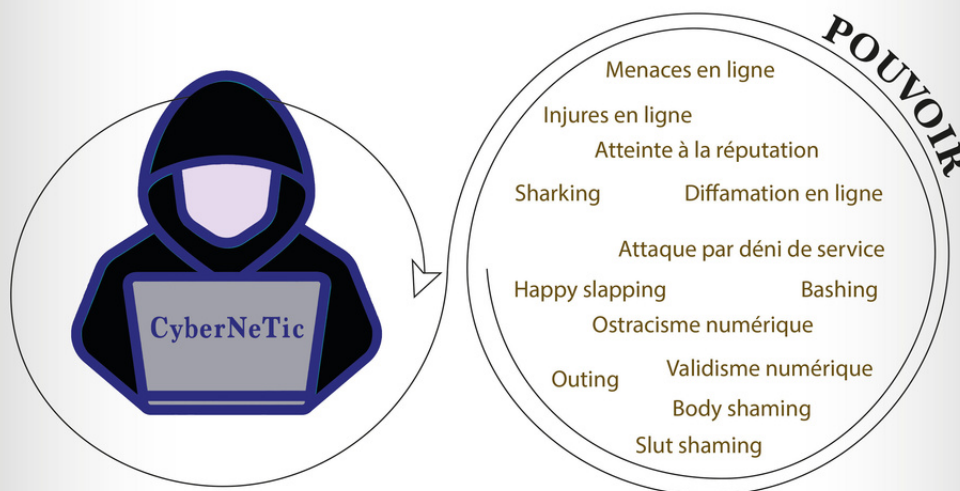 POUVOIR
Menaces en ligne
Injures en ligne
Atteinte à la réputation
Sharking
Diffamation en ligne
Attaque par déni de service
Happy slapping
Bashing
Ostracisme numérique
Validisme numérique
Outing
Body shaming
Slut shaming
CyberNeTic